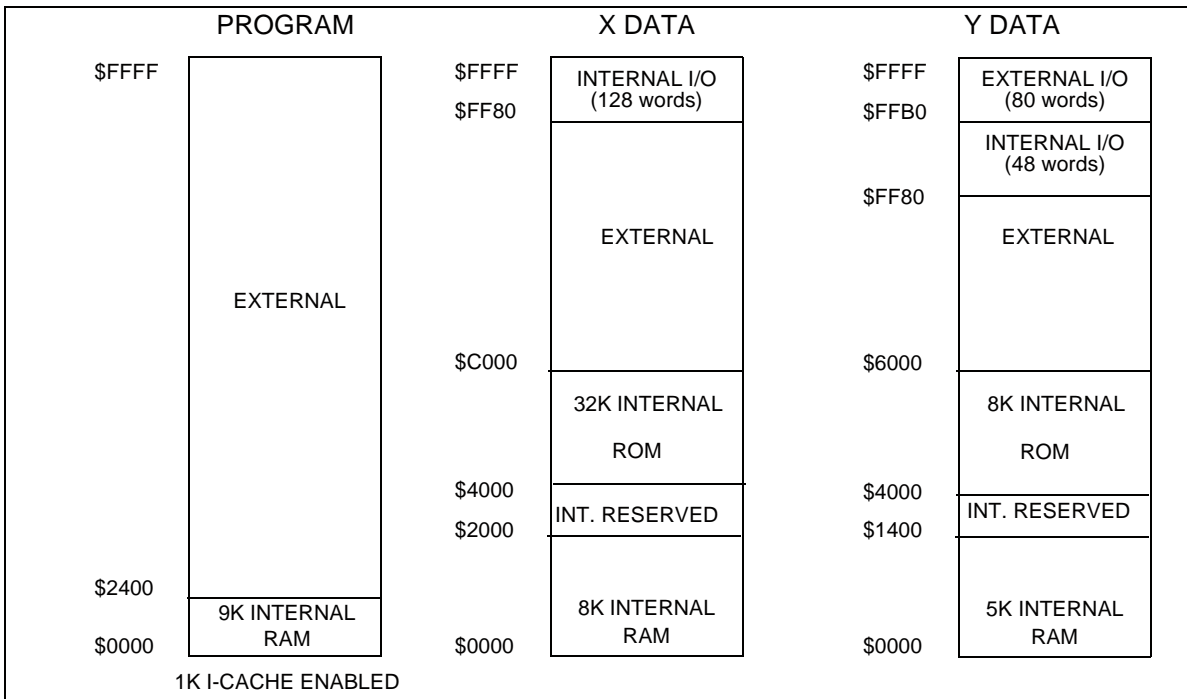 PROGRAM
$FFFF
EXTERNAL
$2400
9K INTERNAL
RAM
$0000
1K I-CACHE ENABLED
X DATA
$FFFF
INTERNAL I/O
(128 words)
$FF80
EXTERNAL
$C000
32K INTERNAL
ROM
$4000
INT. RESERVED
$2000
8K INTERNAL
RAM
$0000
Y DATA
$FFFF
EXTERNAL I/O
(80 words)
$FFB0
INTERNAL I/O
(48 words)
$FF80
EXTERNAL
$6000
8K INTERNAL
ROM
$4000
INT. RESERVED
$1400
5K INTERNAL
RAM
$0000